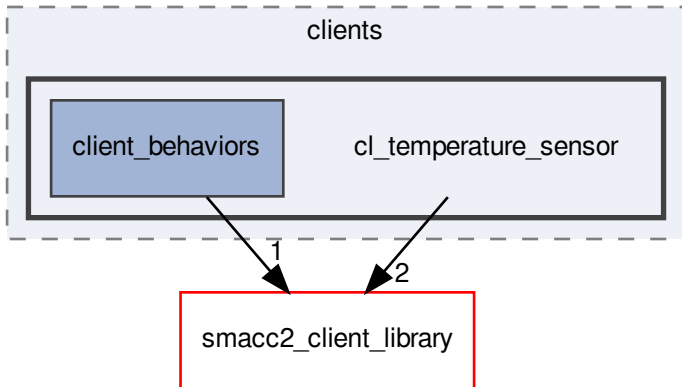 clients
client_behaviors
cl_temperature_sensor
1
2
smacc2_client_library